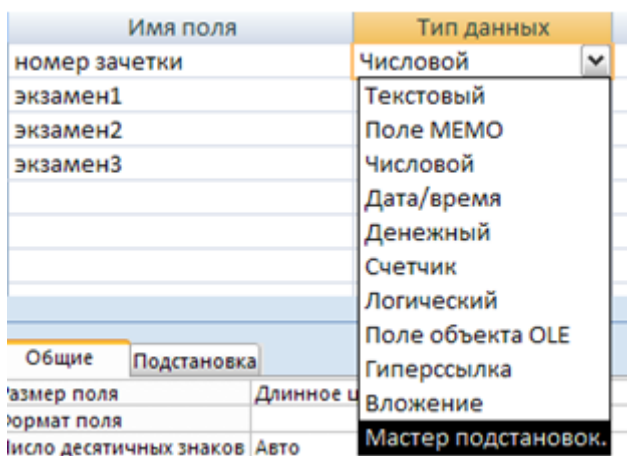 Имя поля Тип данных
номер зачетки Числовой
экзамен1 Текстовый
экзамен2 Поле МЕМО
экзамен3 Числовой
Дата/время
Денежный
Счетчик
Логический
Поле объекта OLE
Гиперссылка
Вложение
Мастер подстановок.
Общие Подстановка
Размер поля Длинное ц
Формат поля
Число десятичных знаков Авто